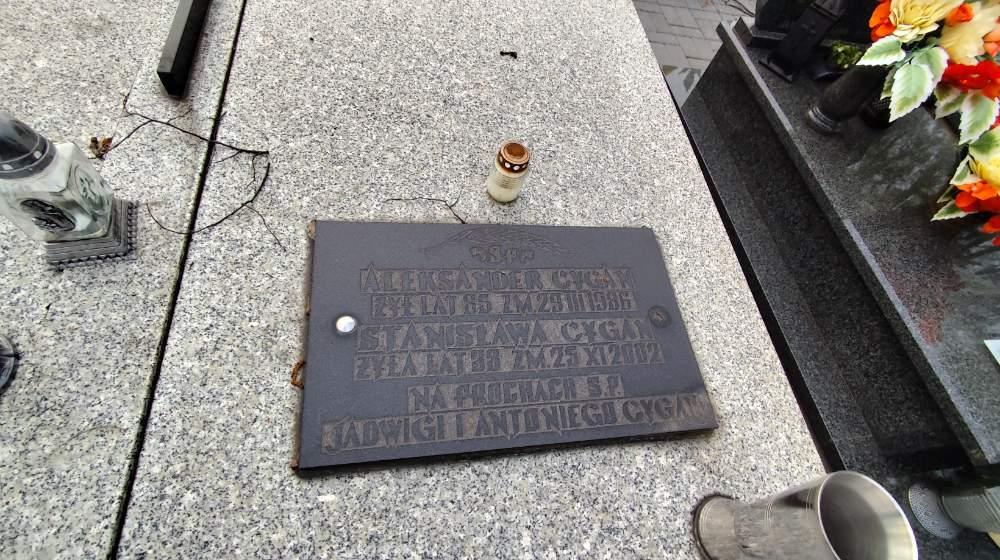 Ś.P.
ALEKSANDER CYGAN
ŻYŁ LAT 85 ZM. 29 III 1986
STANISŁAWA CYGAN
ŻYŁA LAT 88 ZM. 25 XI 2002
NA PROCHACH Ś.P.
JADWIGI I ANTONIEGO CYGAN